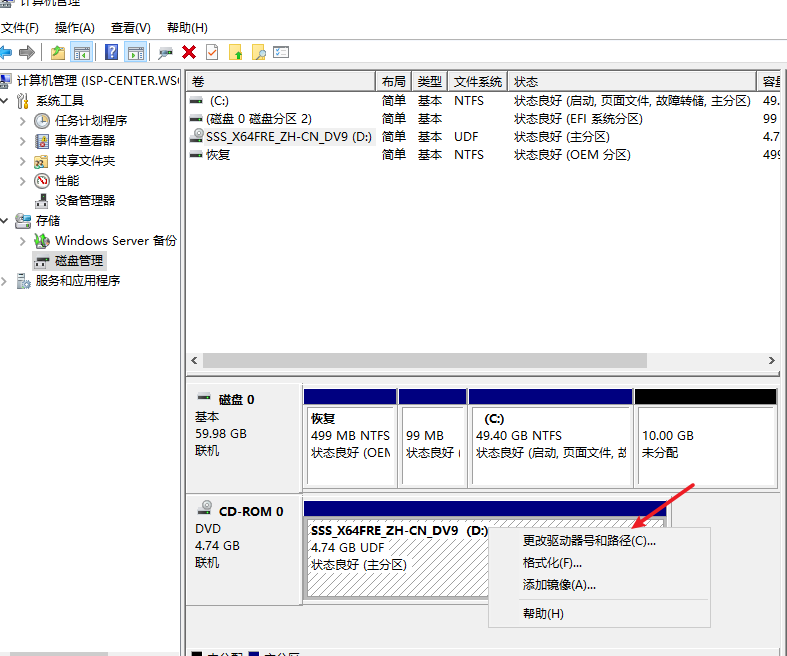 计算机管理
文件(F) 操作(A) 查看(V) 帮助(H)
计算机管理 (ISP-CENTER.WS
系统工具
任务计划程序
事件查看器
共享文件夹
性能
设备管理器
存储
Windows Server 备份
磁盘管理
服务和应用程序
卷 布局 类型 文件系统 状态 容量
(C:) 简单 基本 NTFS 状态良好 (启动, 页面文件, 故障转储, 主分区) 49.
(磁盘 0 磁盘分区 2) 简单 基本 状态良好 (EFI 系统分区) 99
SSS_X64FRE_ZH-CN_DV9 (D:) 简单 基本 UDF 状态良好 (主分区) 4.7
恢复 简单 基本 NTFS 状态良好 (OEM 分区) 499
磁盘 0
基本
59.98 GB
联机
恢复
499 MB NTFS
状态良好 (OEM
99 MB
状态良好 (
(C:)
49.40 GB NTFS
状态良好 (启动, 页面文件, 故
10.00 GB
未分配
CD-ROM 0
DVD
4.74 GB
联机
SSS_X64FRE_ZH-CN_DV9 (D:)
4.74 GB UDF
状态良好 (主分区)
更改驱动器号和路径(C)...
格式化(F)...
添加镜像(A)...
帮助(H)
未分配 主分区